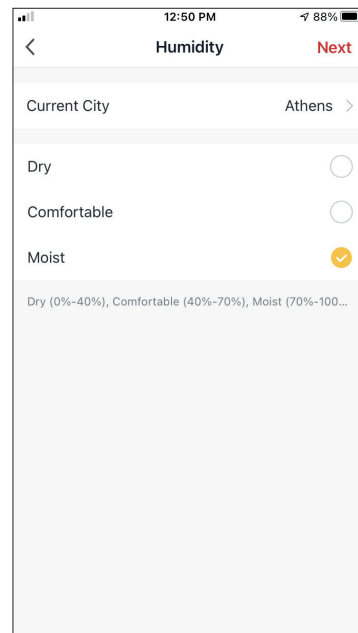 12:50 PM 88%
Humidity Next
Current City Athens
Dry
Comfortable
Moist
Dry (0%-40%), Comfortable (40%-70%), Moist (70%-100...